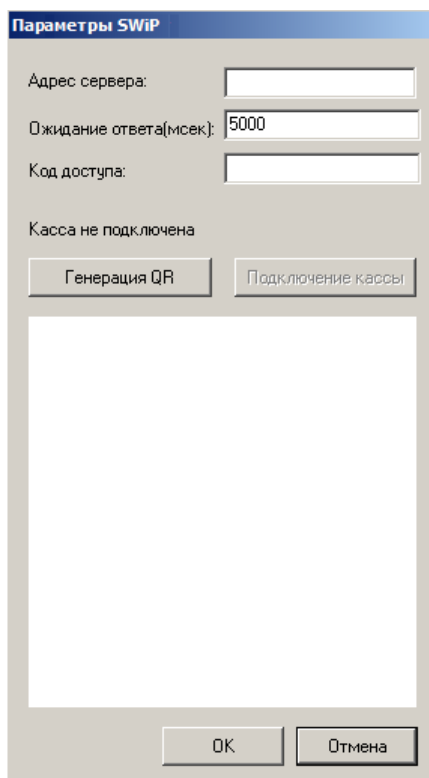 Параметры SWiP
Адрес сервера:
Ожидание ответа(мсек): 5000
Код доступа:
Касса не подключена
Генерация QR Подключение кассы
OK Отмена